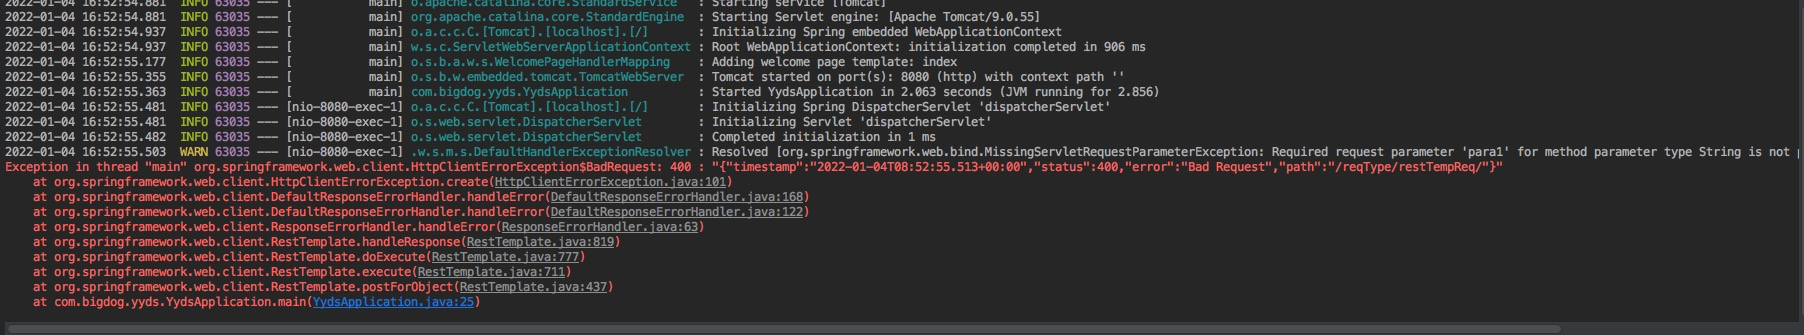 2022-01-04 16:52:54.881  INFO 63035 --- [           main] o.apache.catalina.core.StandardService   : Starting service [Tomcat]
2022-01-04 16:52:54.881  INFO 63035 --- [           main] org.apache.catalina.core.StandardEngine  : Starting Servlet engine: [Apache Tomcat/9.0.55]
2022-01-04 16:52:54.937  INFO 63035 --- [           main] o.a.c.c.C.[Tomcat].[localhost].[/]       : Initializing Spring embedded WebApplicationContext
2022-01-04 16:52:54.937  INFO 63035 --- [           main] w.s.c.ServletWebServerApplicationContext : Root WebApplicationContext: initialization completed in 906 ms
2022-01-04 16:52:55.177  INFO 63035 --- [           main] o.s.b.a.w.s.WelcomePageHandlerMapping    : Adding welcome page template: index
2022-01-04 16:52:55.355  INFO 63035 --- [           main] o.s.b.w.embedded.tomcat.TomcatWebServer  : Tomcat started on port(s): 8080 (http) with context path ''
2022-01-04 16:52:55.363  INFO 63035 --- [           main] com.bigdog.yyds.YydsApplication          : Started YydsApplication in 2.063 seconds (JVM running for 2.856)
2022-01-04 16:52:55.481  INFO 63035 --- [nio-8080-exec-1] o.a.c.c.C.[Tomcat].[localhost].[/]       : Initializing Spring DispatcherServlet 'dispatcherServlet'
2022-01-04 16:52:55.481  INFO 63035 --- [nio-8080-exec-1] o.s.web.servlet.DispatcherServlet        : Initializing Servlet 'dispatcherServlet'
2022-01-04 16:52:55.482  INFO 63035 --- [nio-8080-exec-1] o.s.web.servlet.DispatcherServlet        : Completed initialization in 1 ms
2022-01-04 16:52:55.503  WARN 63035 --- [nio-8080-exec-1] .w.s.m.s.DefaultHandlerExceptionResolver : Resolved [org.springframework.web.bind.MissingServletRequestParameterException: Required request parameter 'para1' for method parameter type String is not
Exception in thread "main" org.springframework.web.client.HttpClientErrorException$BadRequest: 400 : "{"timestamp":"2022-01-04T08:52:55.513+00:00","status":400,"error":"Bad Request","path":"/reqType/restTempReq/"}"
    at org.springframework.web.client.HttpClientErrorException.create(HttpClientErrorException.java:101)
    at org.springframework.web.client.DefaultResponseErrorHandler.handleError(DefaultResponseErrorHandler.java:168)
    at org.springframework.web.client.DefaultResponseErrorHandler.handleError(DefaultResponseErrorHandler.java:122)
    at org.springframework.web.client.ResponseErrorHandler.handleError(ResponseErrorHandler.java:63)
    at org.springframework.web.client.RestTemplate.handleResponse(RestTemplate.java:819)
    at org.springframework.web.client.RestTemplate.doExecute(RestTemplate.java:777)
    at org.springframework.web.client.RestTemplate.execute(RestTemplate.java:711)
    at org.springframework.web.client.RestTemplate.postForObject(RestTemplate.java:437)
    at com.bigdog.yyds.YydsApplication.main(YydsApplication.java:25)